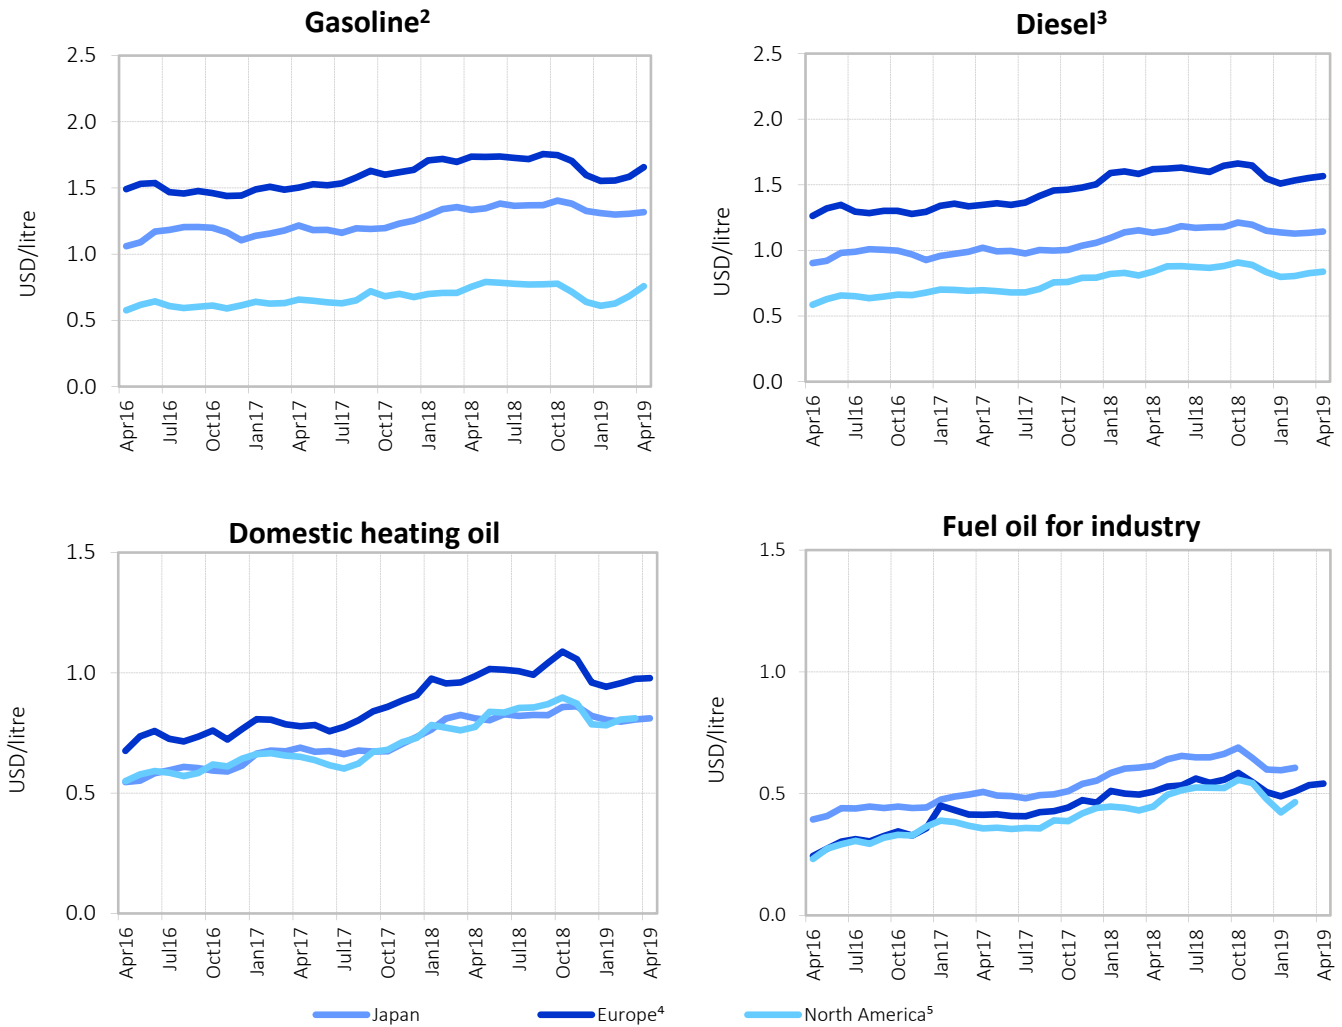 Gasoline²
USD/litre
2.5
2.0
1.5
1.0
0.5
0.0
Apr16
Jul16
Oct16
Jan17
Apr17
Jul17
Oct17
Jan18
Apr18
Jul18
Oct18
Jan19
Apr19
Diesel³
USD/litre
2.5
2.0
1.5
1.0
0.5
0.0
Apr16
Jul16
Oct16
Jan17
Apr17
Jul17
Oct17
Jan18
Apr18
Jul18
Oct18
Jan19
Apr19
Domestic heating oil
USD/litre
1.5
1.0
0.5
0.0
Apr16
Jul16
Oct16
Jan17
Apr17
Jul17
Oct17
Jan18
Apr18
Jul18
Oct18
Jan19
Apr19
Fuel oil for industry
USD/litre
1.5
1.0
0.5
0.0
Apr16
Jul16
Oct16
Jan17
Apr17
Jul17
Oct17
Jan18
Apr18
Jul18
Oct18
Jan19
Apr19
Japan
Europe⁴
North America⁵